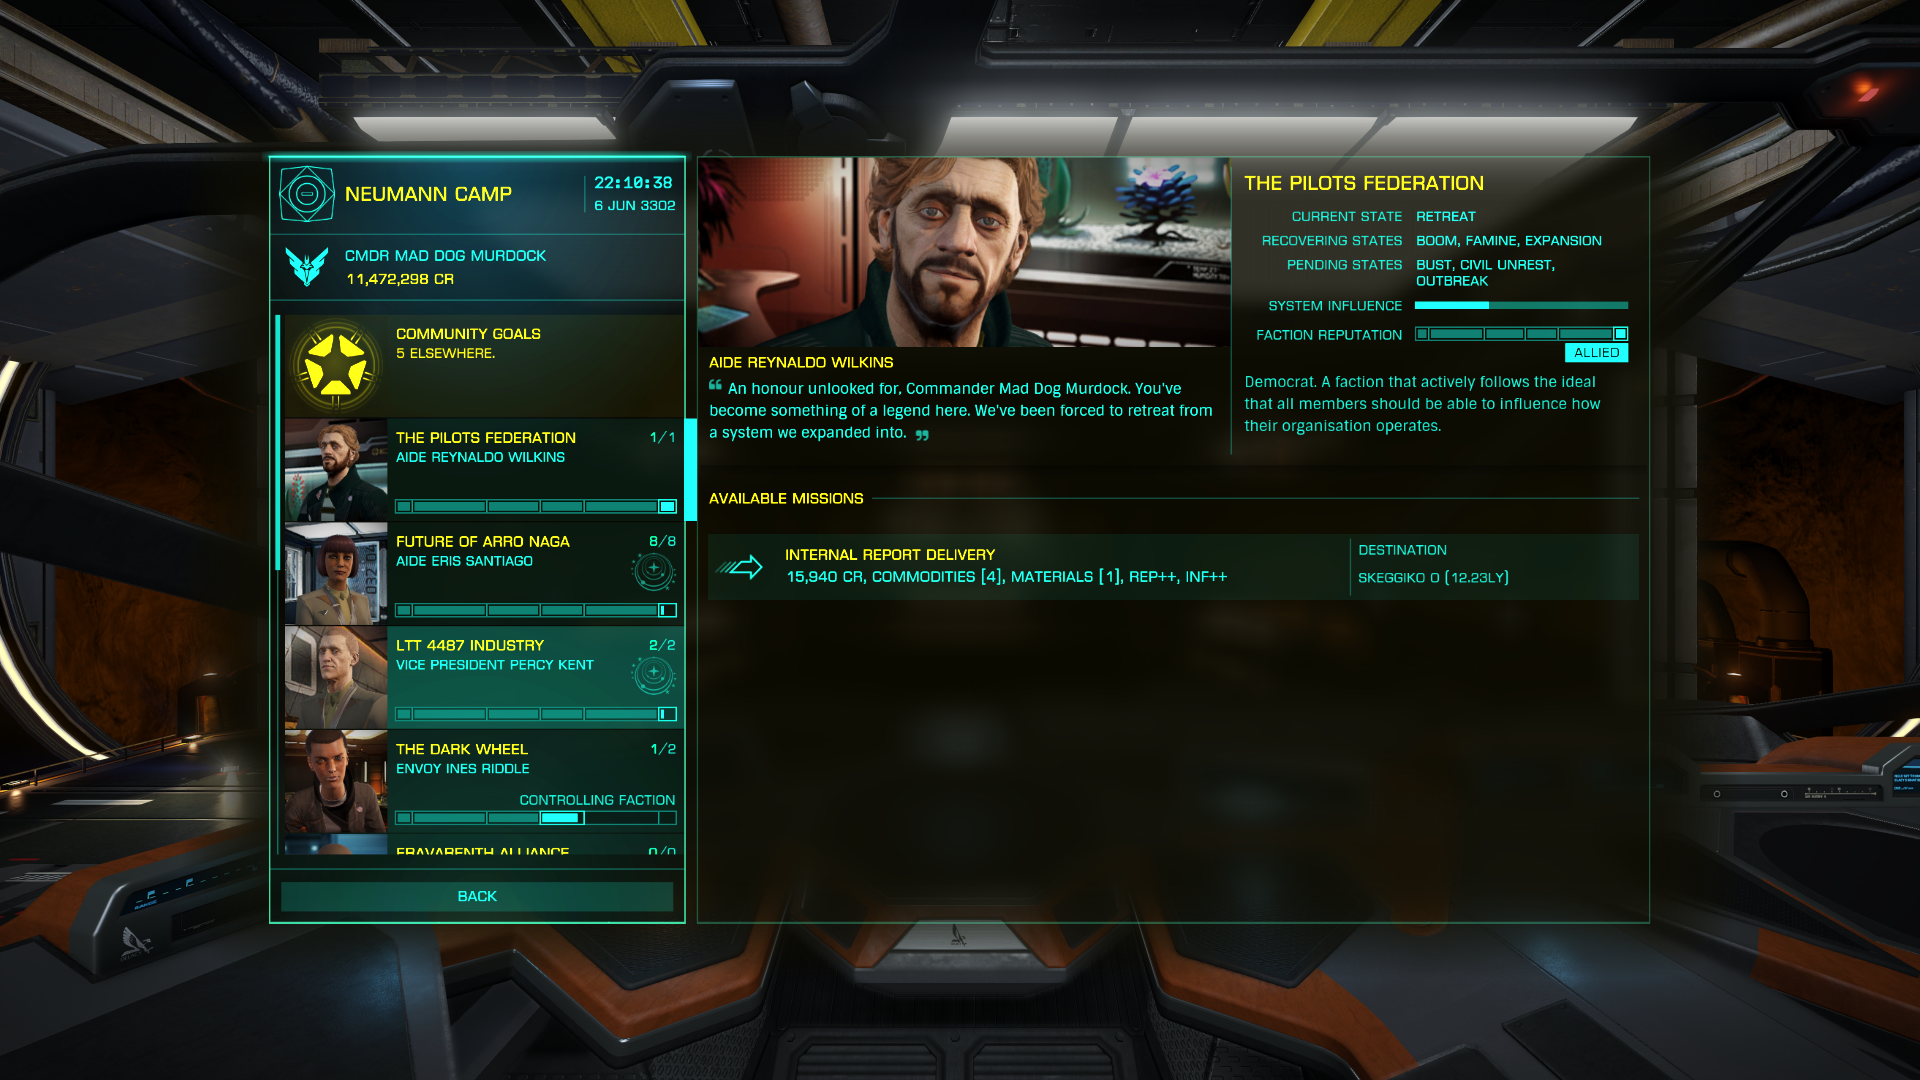 NEUMANN CAMP
22:10:38
6 JUN 3302
CMDR MAD DOG MURDOCK
11,472,298 CR
COMMUNITY GOALS
5 ELSEWHERE.
THE PILOTS FEDERATION 1/1
AIDE REYNALDO WILKINS
FUTURE OF ARRO NAGA 8/8
AIDE ERIS SANTIAGO
LTT 4487 INDUSTRY 2/2
VICE PRESIDENT PERCY KENT
THE DARK WHEEL 1/2
ENVOY INES RIDDLE
CONTROLLING FACTION
ERAVARENTH ALLIANCE 0/0
BACK
AIDE REYNALDO WILKINS
“ An honour unlooked for, Commander Mad Dog Murdock. You've
become something of a legend here. We've been forced to retreat from
a system we expanded into. ”
THE PILOTS FEDERATION
CURRENT STATE RETREAT
RECOVERING STATES BOOM, FAMINE, EXPANSION
PENDING STATES BUST, CIVIL UNREST,
OUTBREAK
SYSTEM INFLUENCE
FACTION REPUTATION
ALLIED
Democrat. A faction that actively follows the ideal
that all members should be able to influence how
their organisation operates.
AVAILABLE MISSIONS
INTERNAL REPORT DELIVERY
15,940 CR, COMMODITIES [4], MATERIALS [1], REP++, INF++
DESTINATION
SKEGGIKO O (12.23LY)